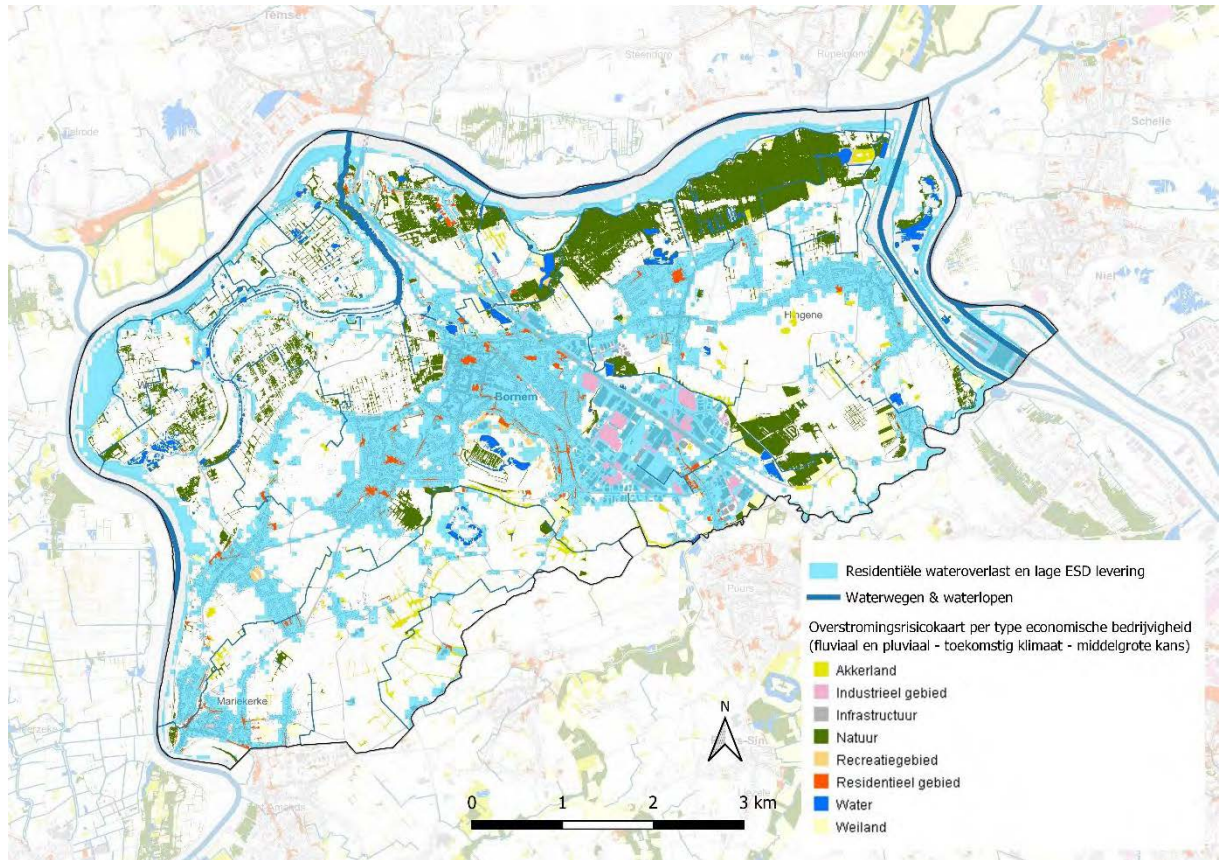 Temse
Steendorp
Rupelmonde
Schelle
Tielrode
Niel
Hingene
Bornem
Puurs
Mariekerke
N
0 1 2 3 km
Residentiële wateroverlast en lage ESD levering
Waterwegen & waterlopen
Overstromingsrisicokaart per type economische bedrijvigheid
(fluviaal en pluviaal - toekomstig klimaat - middelgrote kans)
Akkerland
Industrieel gebied
Infrastructuur
Natuur
Recreatiegebied
Residentieel gebied
Water
Weiland